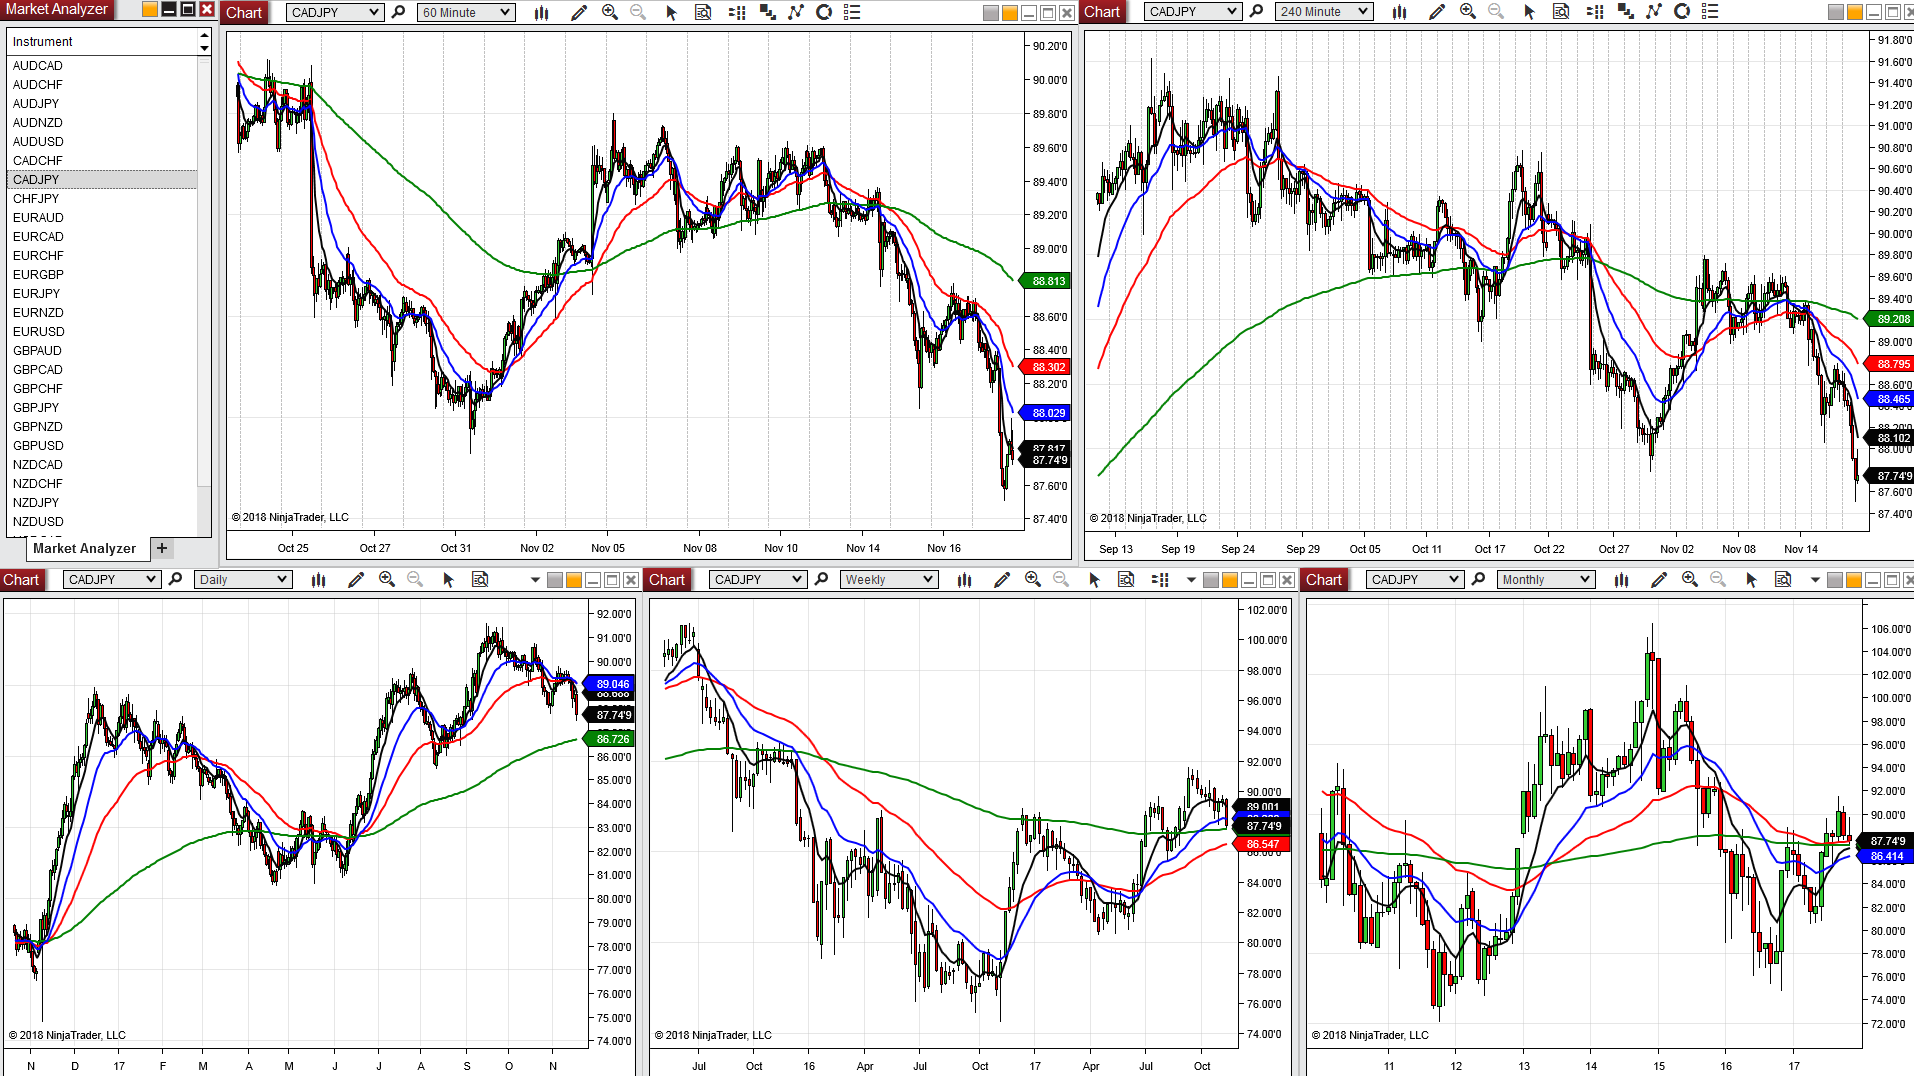 Market Analyzer
Instrument
AUDCAD
AUDCHF
AUDJPY
AUDNZD
AUDUSD
CADCHF
CADJPY
CHFJPY
EURAUD
EURCAD
EURCHF
EURGBP
EURJPY
EURNZD
EURUSD
GBPAUD
GBPCAD
GBPCHF
GBPJPY
GBPNZD
GBPUSD
NZDCAD
NZDCHF
NZDJPY
NZDUSD
Market Analyzer +
Chart CADJPY 60 Minute
90.20'0
90.00'0
89.80'0
89.60'0
89.40'0
89.20'0
89.00'0
88.813
88.60'0
88.40'0
88.302
88.20'0
88.029
87.817
87.74'9
87.60'0
87.40'0
© 2018 NinjaTrader, LLC
Oct 25 Oct 27 Oct 31 Nov 02 Nov 05 Nov 08 Nov 10 Nov 14 Nov 16
Chart CADJPY 240 Minute
91.80'0
91.60'0
91.40'0
91.20'0
91.00'0
90.80'0
90.60'0
90.40'0
90.20'0
90.00'0
89.80'0
89.60'0
89.40'0
89.208
89.00'0
88.795
88.60'0
88.465
88.102
88.00'0
87.74'9
87.60'0
87.40'0
© 2018 NinjaTrader, LLC
Sep 13 Sep 19 Sep 24 Sep 29 Oct 05 Oct 11 Oct 17 Oct 22 Oct 27 Nov 02 Nov 08 Nov 14
Chart CADJPY Daily
92.00'0
91.00'0
90.00'0
89.046
87.74'9
86.726
86.00'0
85.00'0
84.00'0
83.00'0
82.00'0
81.00'0
80.00'0
79.00'0
78.00'0
77.00'0
76.00'0
75.00'0
74.00'0
© 2018 NinjaTrader, LLC
N D 17 F M A M J J A S O N
Chart CADJPY Weekly
102.00'0
100.00'0
98.00'0
96.00'0
94.00'0
92.00'0
90.00'0
89.001
87.74'9
86.547
84.00'0
82.00'0
80.00'0
78.00'0
76.00'0
74.00'0
© 2018 NinjaTrader, LLC
Jul Oct 16 Apr Jul Oct 17 Apr Jul Oct
Chart CADJPY Monthly
106.00'0
104.00'0
102.00'0
100.00'0
98.00'0
96.00'0
94.00'0
92.00'0
90.00'0
87.74'9
86.414
84.00'0
82.00'0
80.00'0
78.00'0
76.00'0
74.00'0
72.00'0
© 2018 NinjaTrader, LLC
11 12 13 14 15 16 17